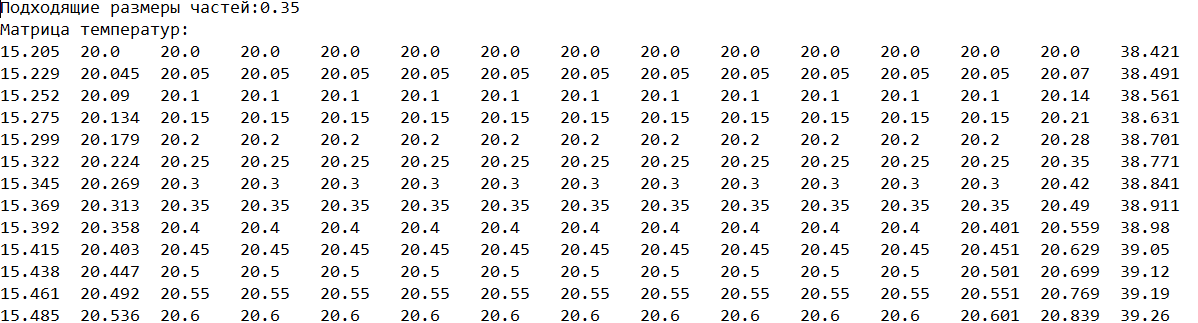 Подходящие размеры частей:0.35
Матрица температур:
15.205 20.0 20.0 20.0 20.0 20.0 20.0 20.0 20.0 20.0 20.0 20.0 20.0 20.0 38.421
15.229 20.045 20.05 20.05 20.05 20.05 20.05 20.05 20.05 20.05 20.05 20.05 20.05 20.07 38.491
15.252 20.09 20.1 20.1 20.1 20.1 20.1 20.1 20.1 20.1 20.1 20.1 20.1 20.14 38.561
15.275 20.134 20.15 20.15 20.15 20.15 20.15 20.15 20.15 20.15 20.15 20.15 20.15 20.21 38.631
15.299 20.179 20.2 20.2 20.2 20.2 20.2 20.2 20.2 20.2 20.2 20.2 20.2 20.28 38.701
15.322 20.224 20.25 20.25 20.25 20.25 20.25 20.25 20.25 20.25 20.25 20.25 20.25 20.35 38.771
15.345 20.269 20.3 20.3 20.3 20.3 20.3 20.3 20.3 20.3 20.3 20.3 20.3 20.42 38.841
15.369 20.313 20.35 20.35 20.35 20.35 20.35 20.35 20.35 20.35 20.35 20.35 20.35 20.49 38.911
15.392 20.358 20.4 20.4 20.4 20.4 20.4 20.4 20.4 20.4 20.4 20.4 20.401 20.559 38.98
15.415 20.403 20.45 20.45 20.45 20.45 20.45 20.45 20.45 20.45 20.45 20.45 20.451 20.629 39.05
15.438 20.447 20.5 20.5 20.5 20.5 20.5 20.5 20.5 20.5 20.5 20.5 20.501 20.699 39.12
15.461 20.492 20.55 20.55 20.55 20.55 20.55 20.55 20.55 20.55 20.55 20.55 20.551 20.769 39.19
15.485 20.536 20.6 20.6 20.6 20.6 20.6 20.6 20.6 20.6 20.6 20.6 20.601 20.839 39.26